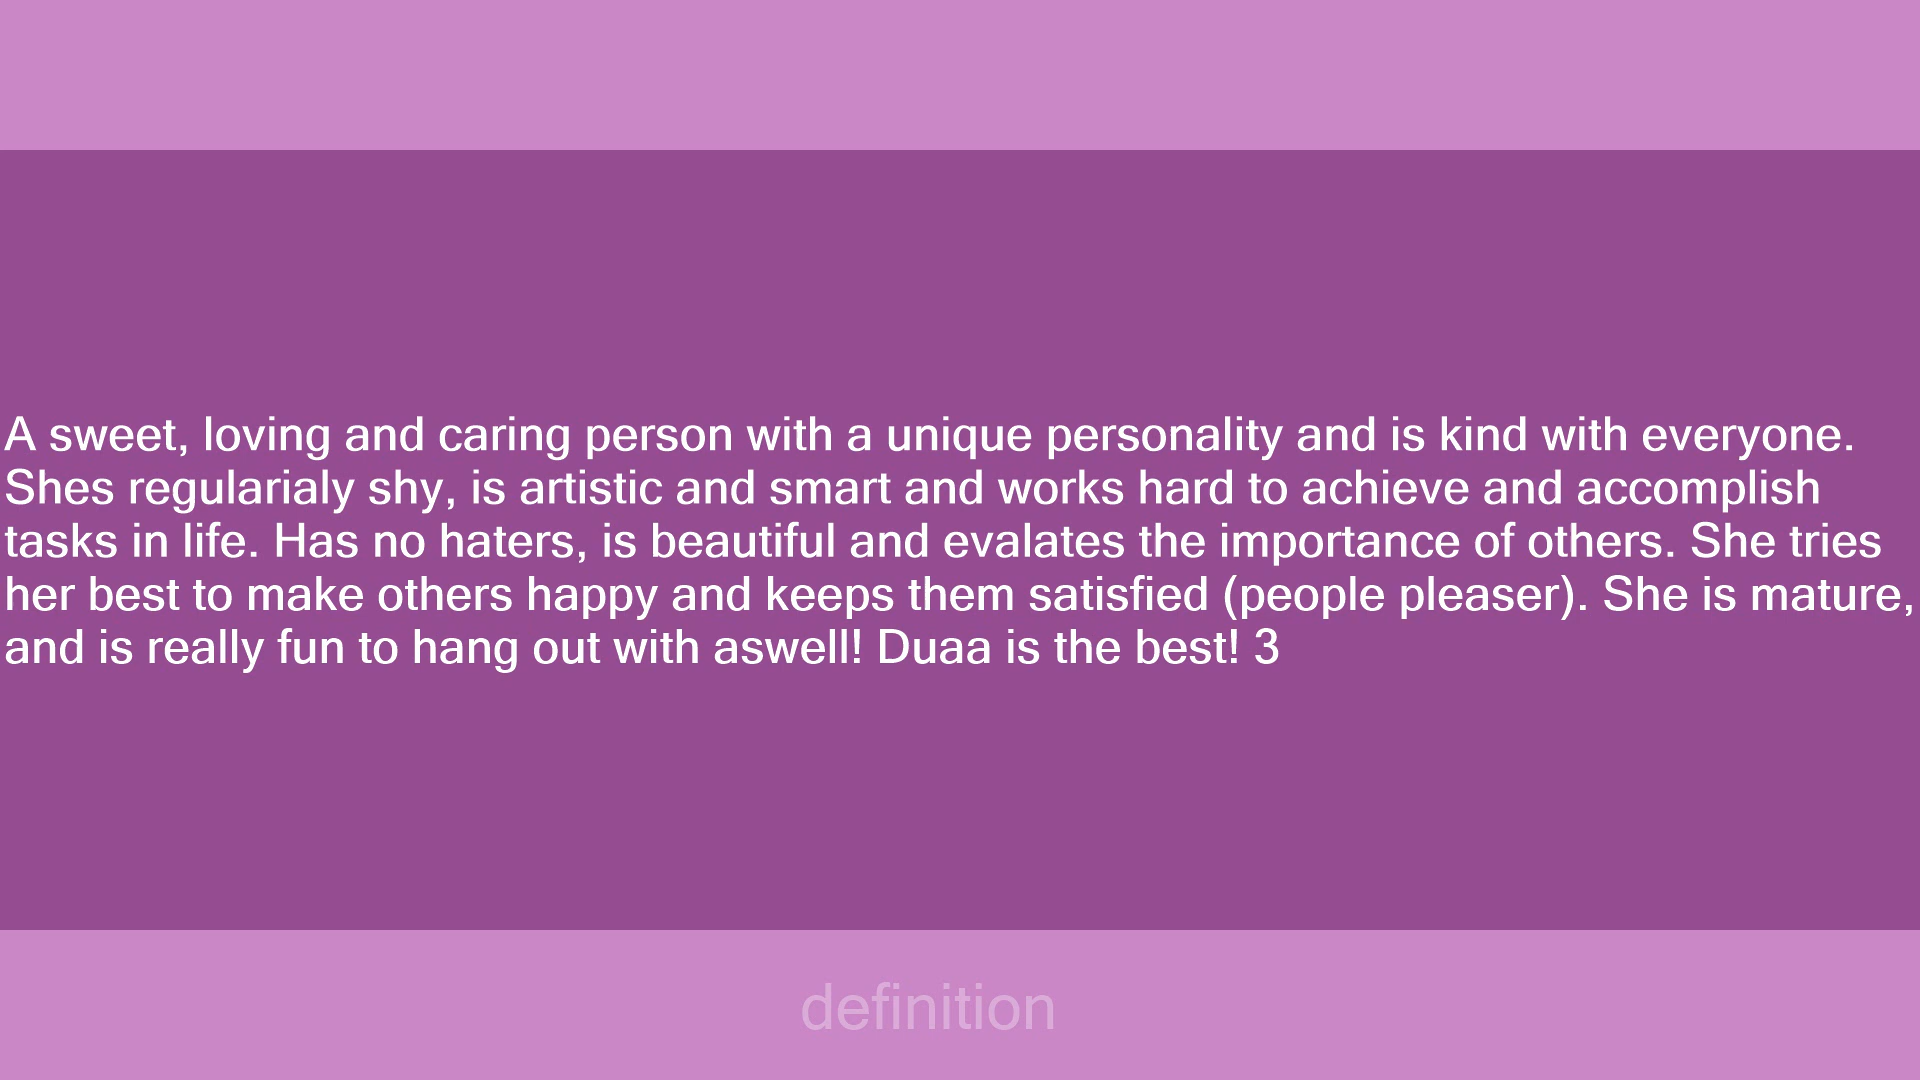 A sweet, loving and caring person with a unique personality and is kind with everyone.
Shes regularialy shy, is artistic and smart and works hard to achieve and accomplish
tasks in life. Has no haters, is beautiful and evalates the importance of others. She tries
her best to make others happy and keeps them satisfied (people pleaser). She is mature,
and is really fun to hang out with aswell! Duaa is the best! 3
definition